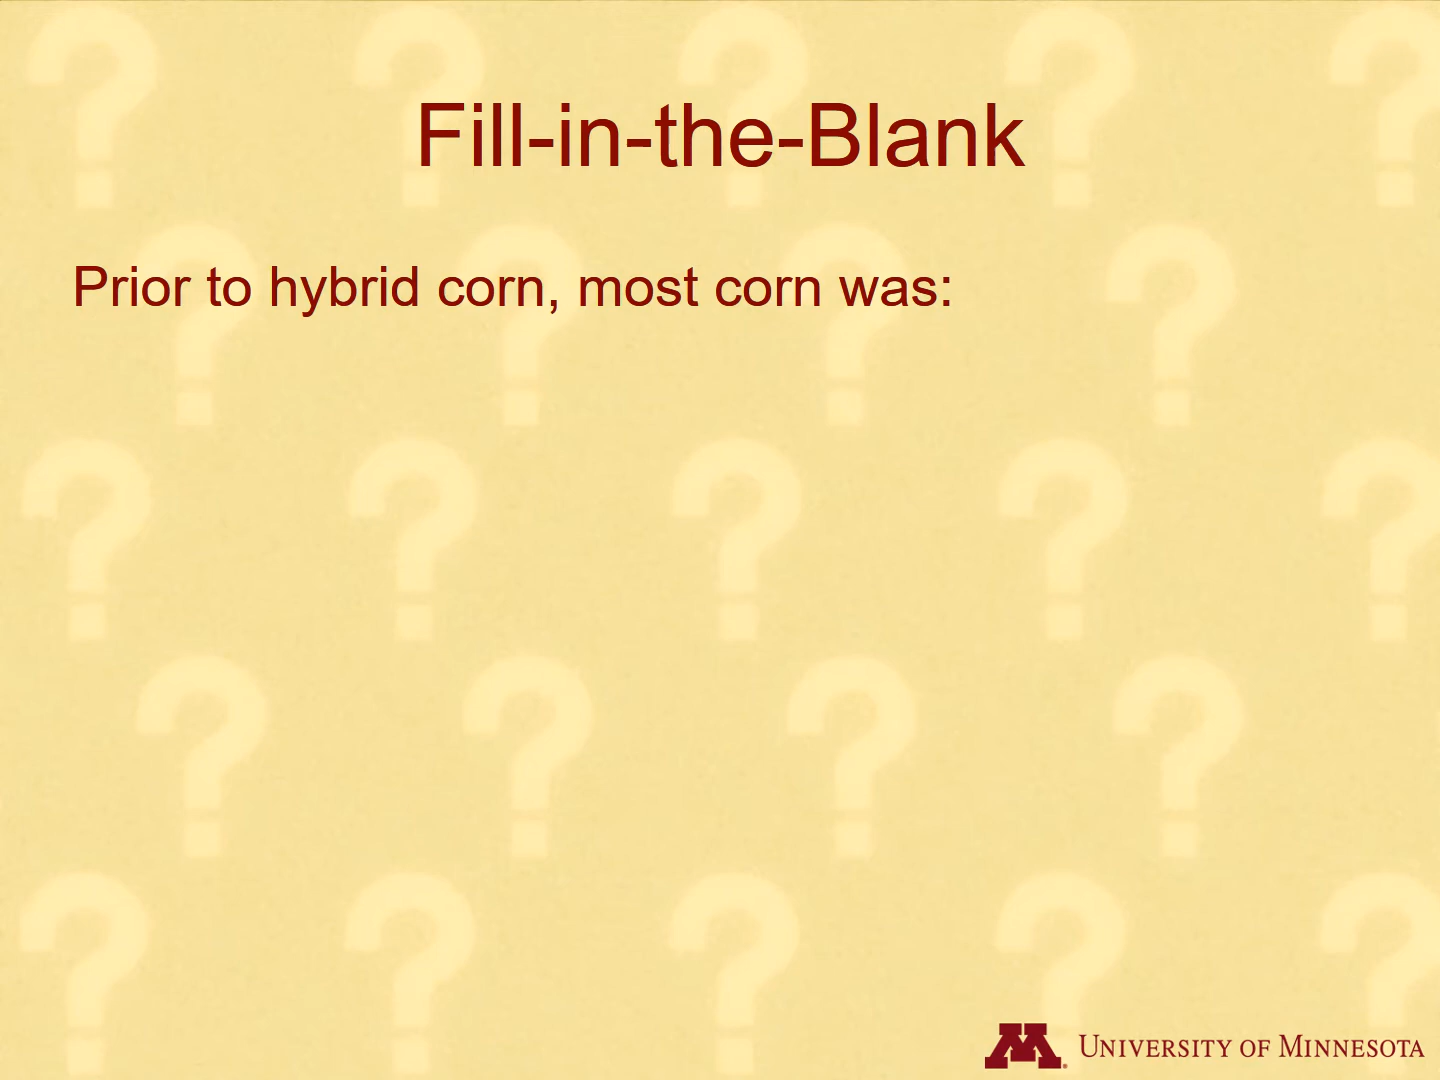 Fill-in-the-Blank
Prior to hybrid corn, most corn was:
M
UNIVERSITY OF MINNESOTA